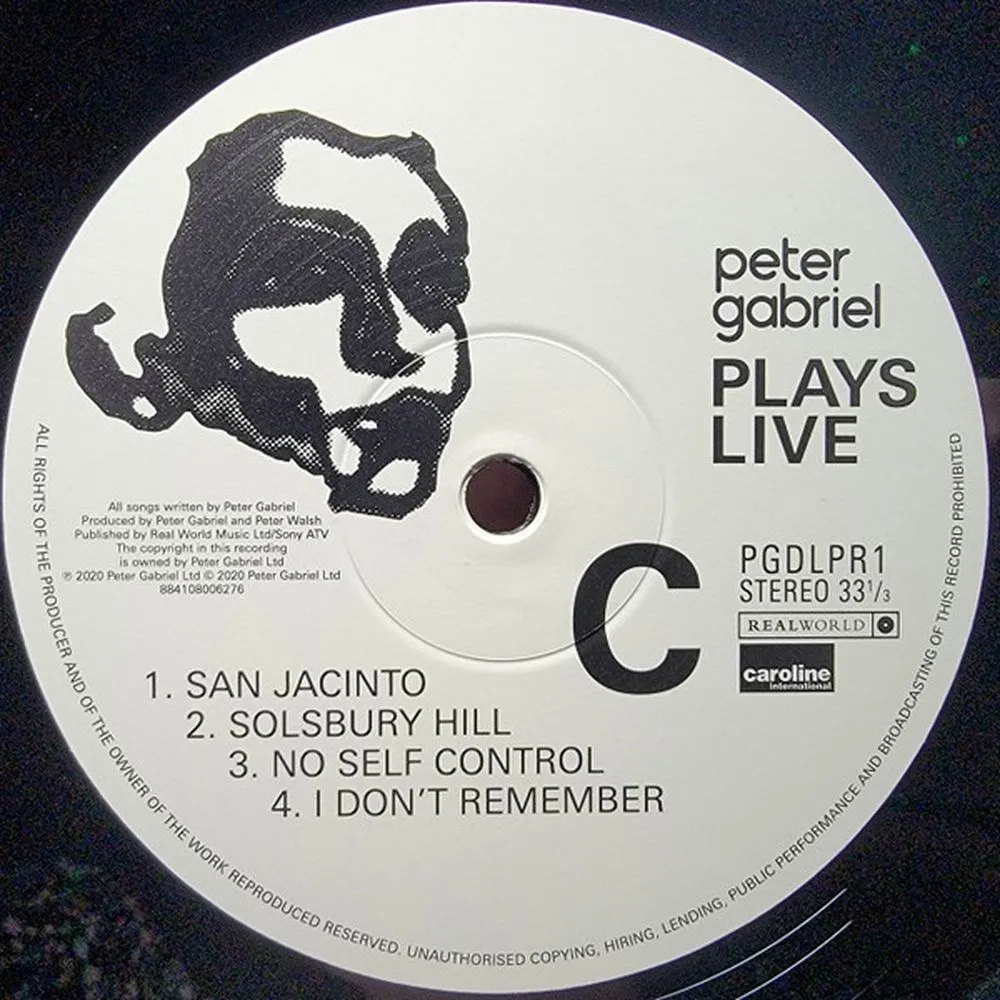 peter
gabriel
PLAYS
LIVE
All songs written by Peter Gabriel
Produced by Peter Gabriel and Peter Walsh
Published by Real World Music Ltd/Sony ATV
The copyright in this recording
is owned by Peter Gabriel Ltd
℗ 2020 Peter Gabriel Ltd © 2020 Peter Gabriel Ltd
884108006276
C
PGDLPR1
STEREO 33 1/3
REALWORLD
caroline
international
1. SAN JACINTO
2. SOLSBURY HILL
3. NO SELF CONTROL
4. I DON'T REMEMBER
ALL RIGHTS OF THE PRODUCER AND OF THE OWNER OF THE WORK REPRODUCED RESERVED. UNAUTHORISED COPYING, HIRING, LENDING, PUBLIC PERFORMANCE AND BROADCASTING OF THIS RECORD PROHIBITED